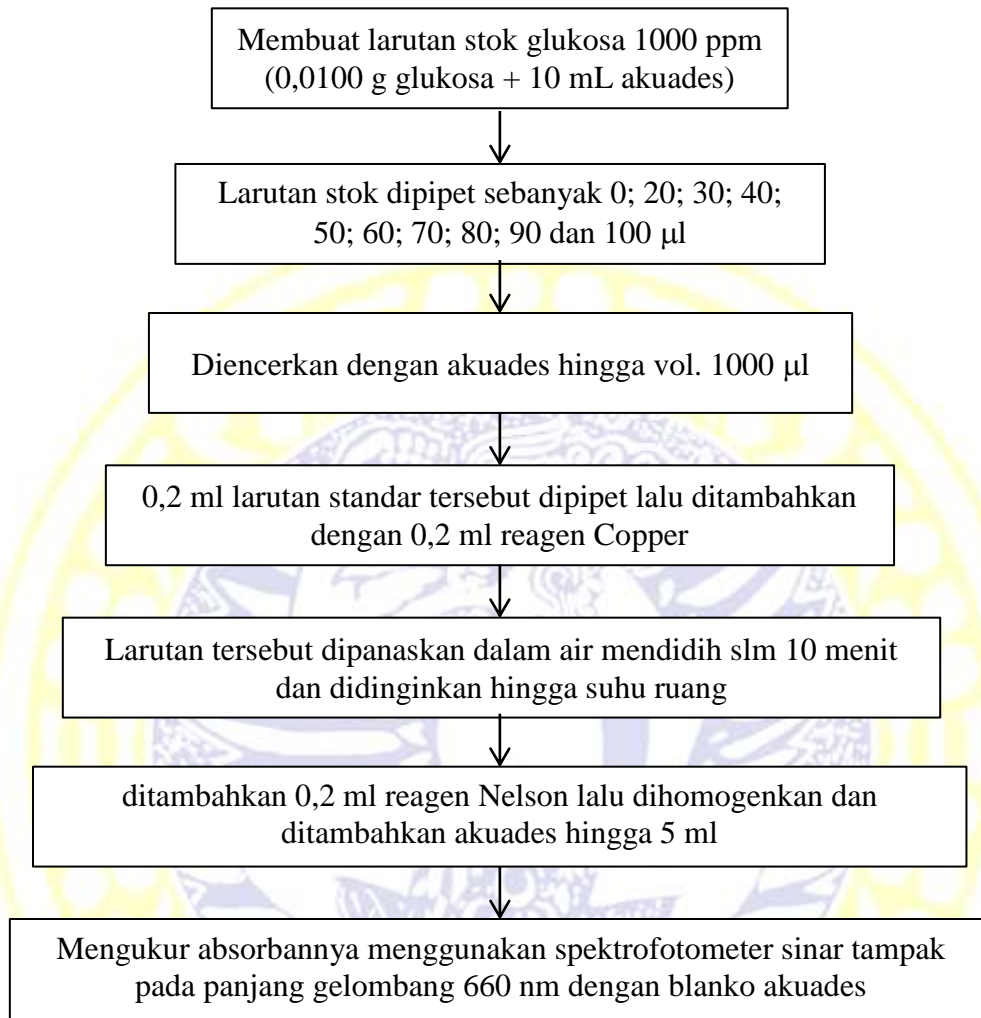 Membuat larutan stok glukosa 1000 ppm
(0,0100 g glukosa + 10 mL akuades)
Larutan stok dipipet sebanyak 0; 20; 30; 40;
50; 60; 70; 80; 90 dan 100 μl
Diencerkan dengan akuades hingga vol. 1000 μl
0,2 ml larutan standar tersebut dipipet lalu ditambahkan
dengan 0,2 ml reagen Copper
Larutan tersebut dipanaskan dalam air mendidih slm 10 menit
dan didinginkan hingga suhu ruang
ditambahkan 0,2 ml reagen Nelson lalu dihomogenkan dan
ditambahkan akuades hingga 5 ml
Mengukur absorbannya menggunakan spektrofotometer sinar tampak
pada panjang gelombang 660 nm dengan blanko akuades